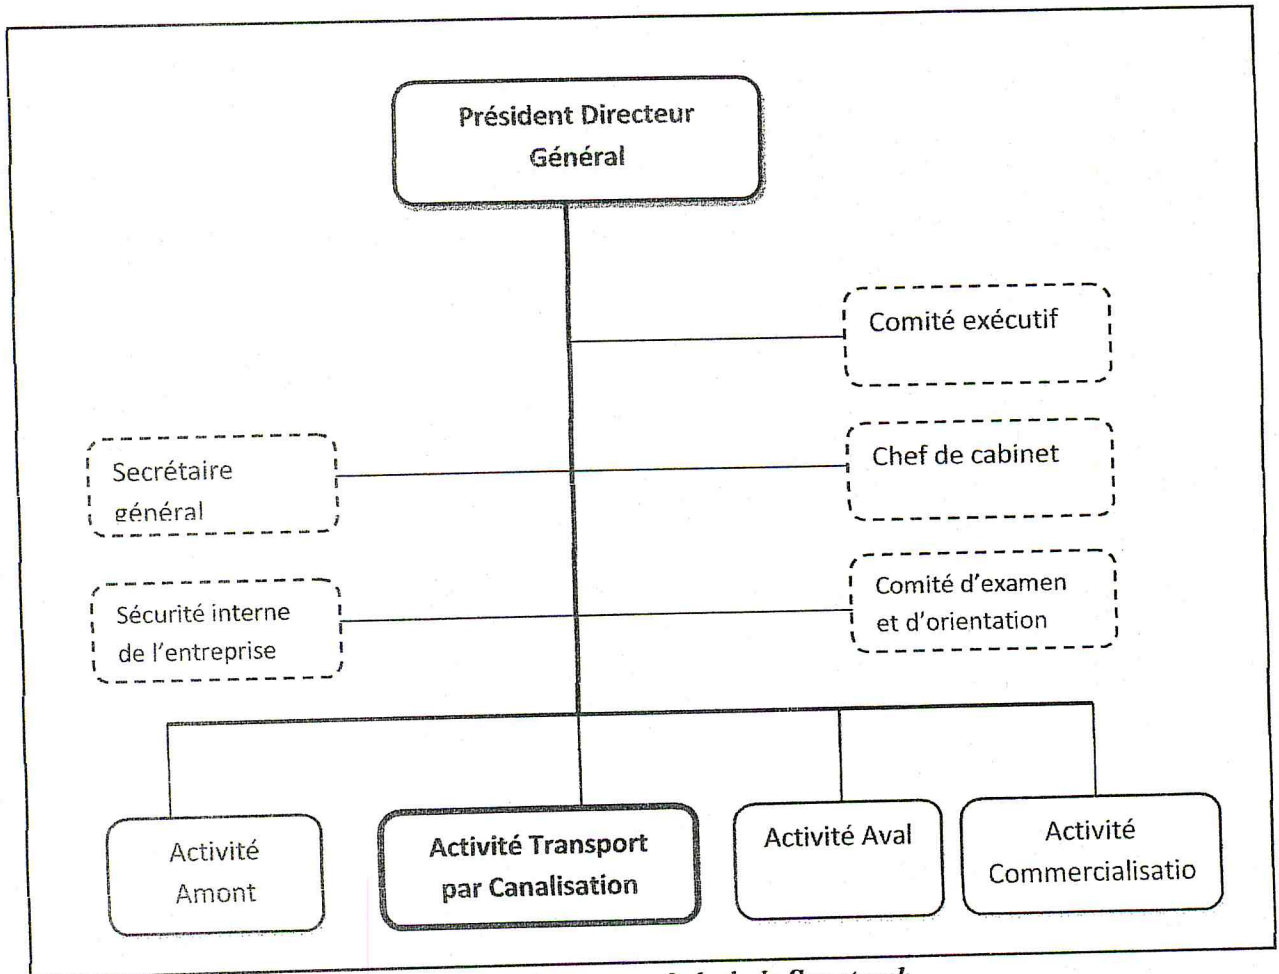 Président Directeur
Général
Comité exécutif
Secrétaire
général
Chef de cabinet
Sécurité interne
de l'entreprise
Comité d'examen
et d'orientation
Activité
Amont
Activité Transport
par Canalisation
Activité Aval
Activité
Commercialisatio